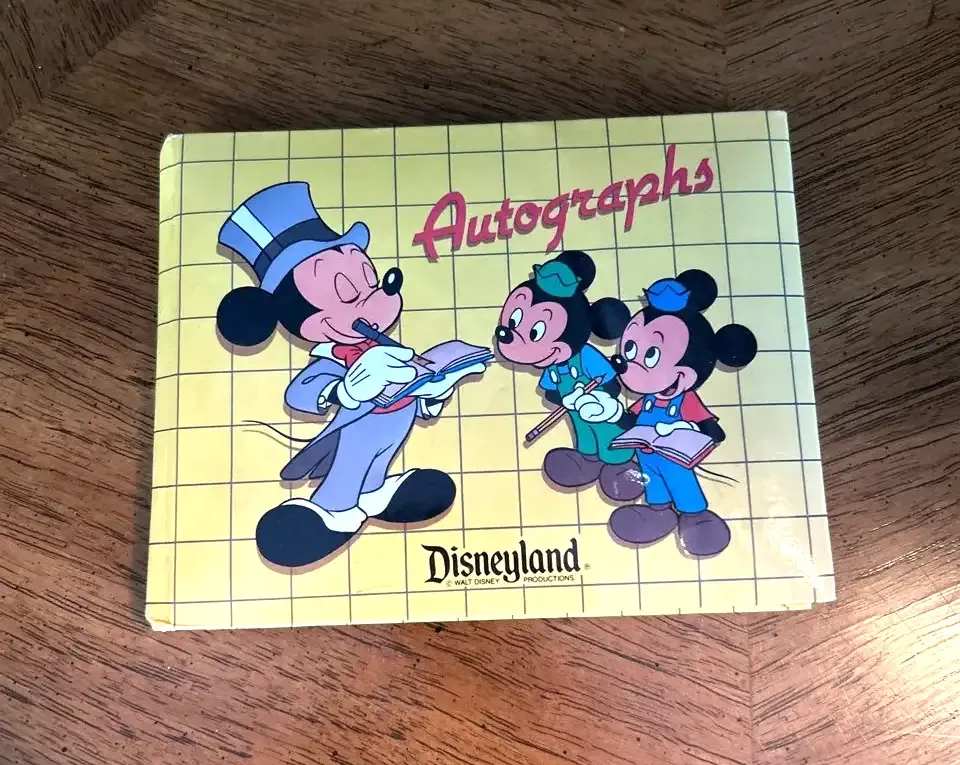 Autographs
Disneyland®
© WALT DISNEY PRODUCTIONS